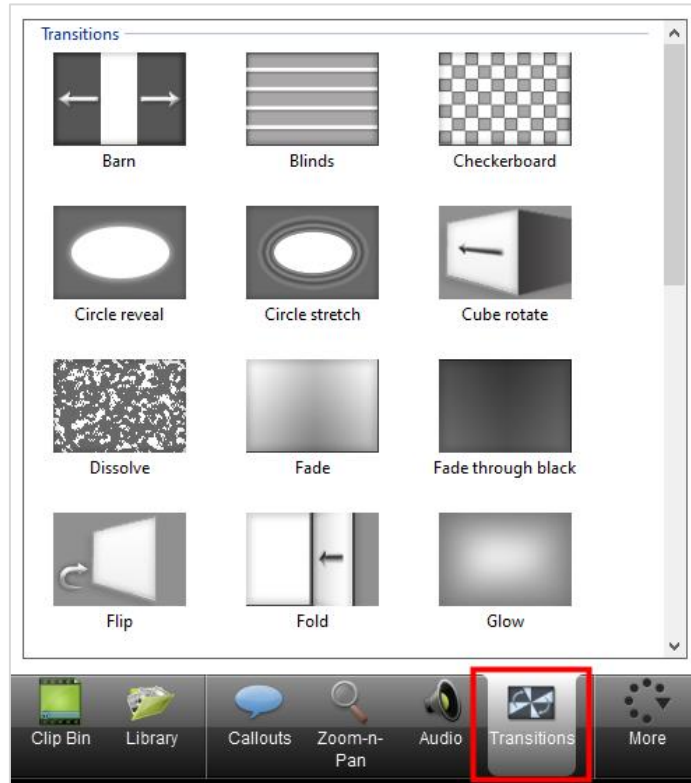 Transitions
Barn
Blinds
Checkerboard
Circle reveal
Circle stretch
Cube rotate
Dissolve
Fade
Fade through black
Flip
Fold
Glow
Clip Bin
Library
Callouts
Zoom-n-
Pan
Audio
Transitions
More